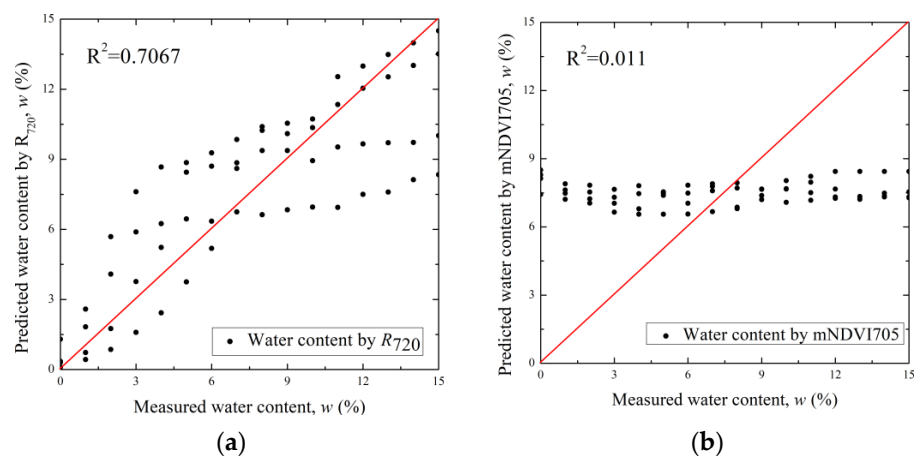 15
12
9
6
3
0
Predicted water content by R720, w (%)
R²=0.7067
Water content by R720
0 3 6 9 12 15
Measured water content, w (%)
(a)
15
12
9
6
3
0
Predicted water content by mNDVI705, w (%)
R²=0.011
Water content by mNDVI705
0 3 6 9 12 15
Measured water content, w (%)
(b)